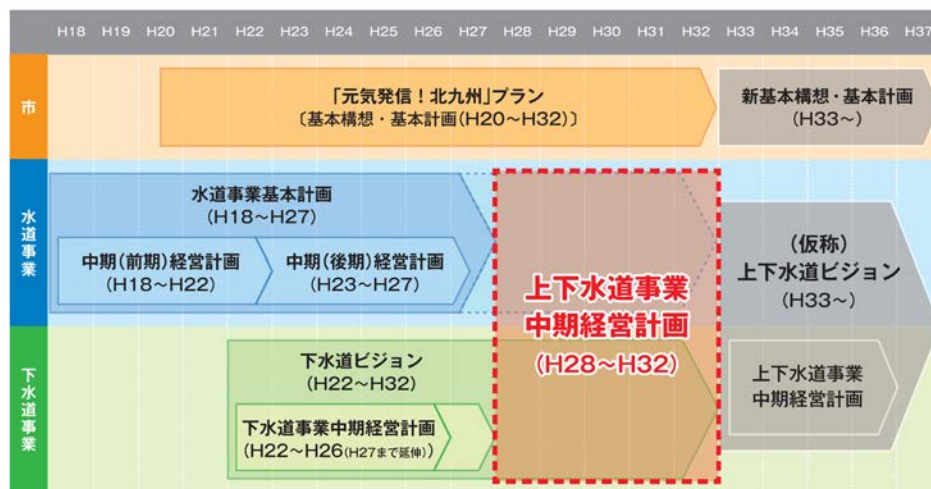 H18 H19 H20 H21 H22 H23 H24 H25 H26 H27 H28 H29 H30 H31 H32 H33 H34 H35 H36 H37
市
「元気発信!北九州」プラン
〔基本構想・基本計画(H20～H32)〕
新基本構想・基本計画
(H33～)
水道事業
水道事業基本計画
(H18～H27)
中期(前期)経営計画
(H18～H22)
中期(後期)経営計画
(H23～H27)
上下水道事業
中期経営計画
(H28～H32)
(仮称)
上下水道ビジョン
(H33～)
下水道事業
下水道ビジョン
(H22～H32)
下水道事業中期経営計画
(H22～H26(H27まで延伸))
上下水道事業
中期経営計画